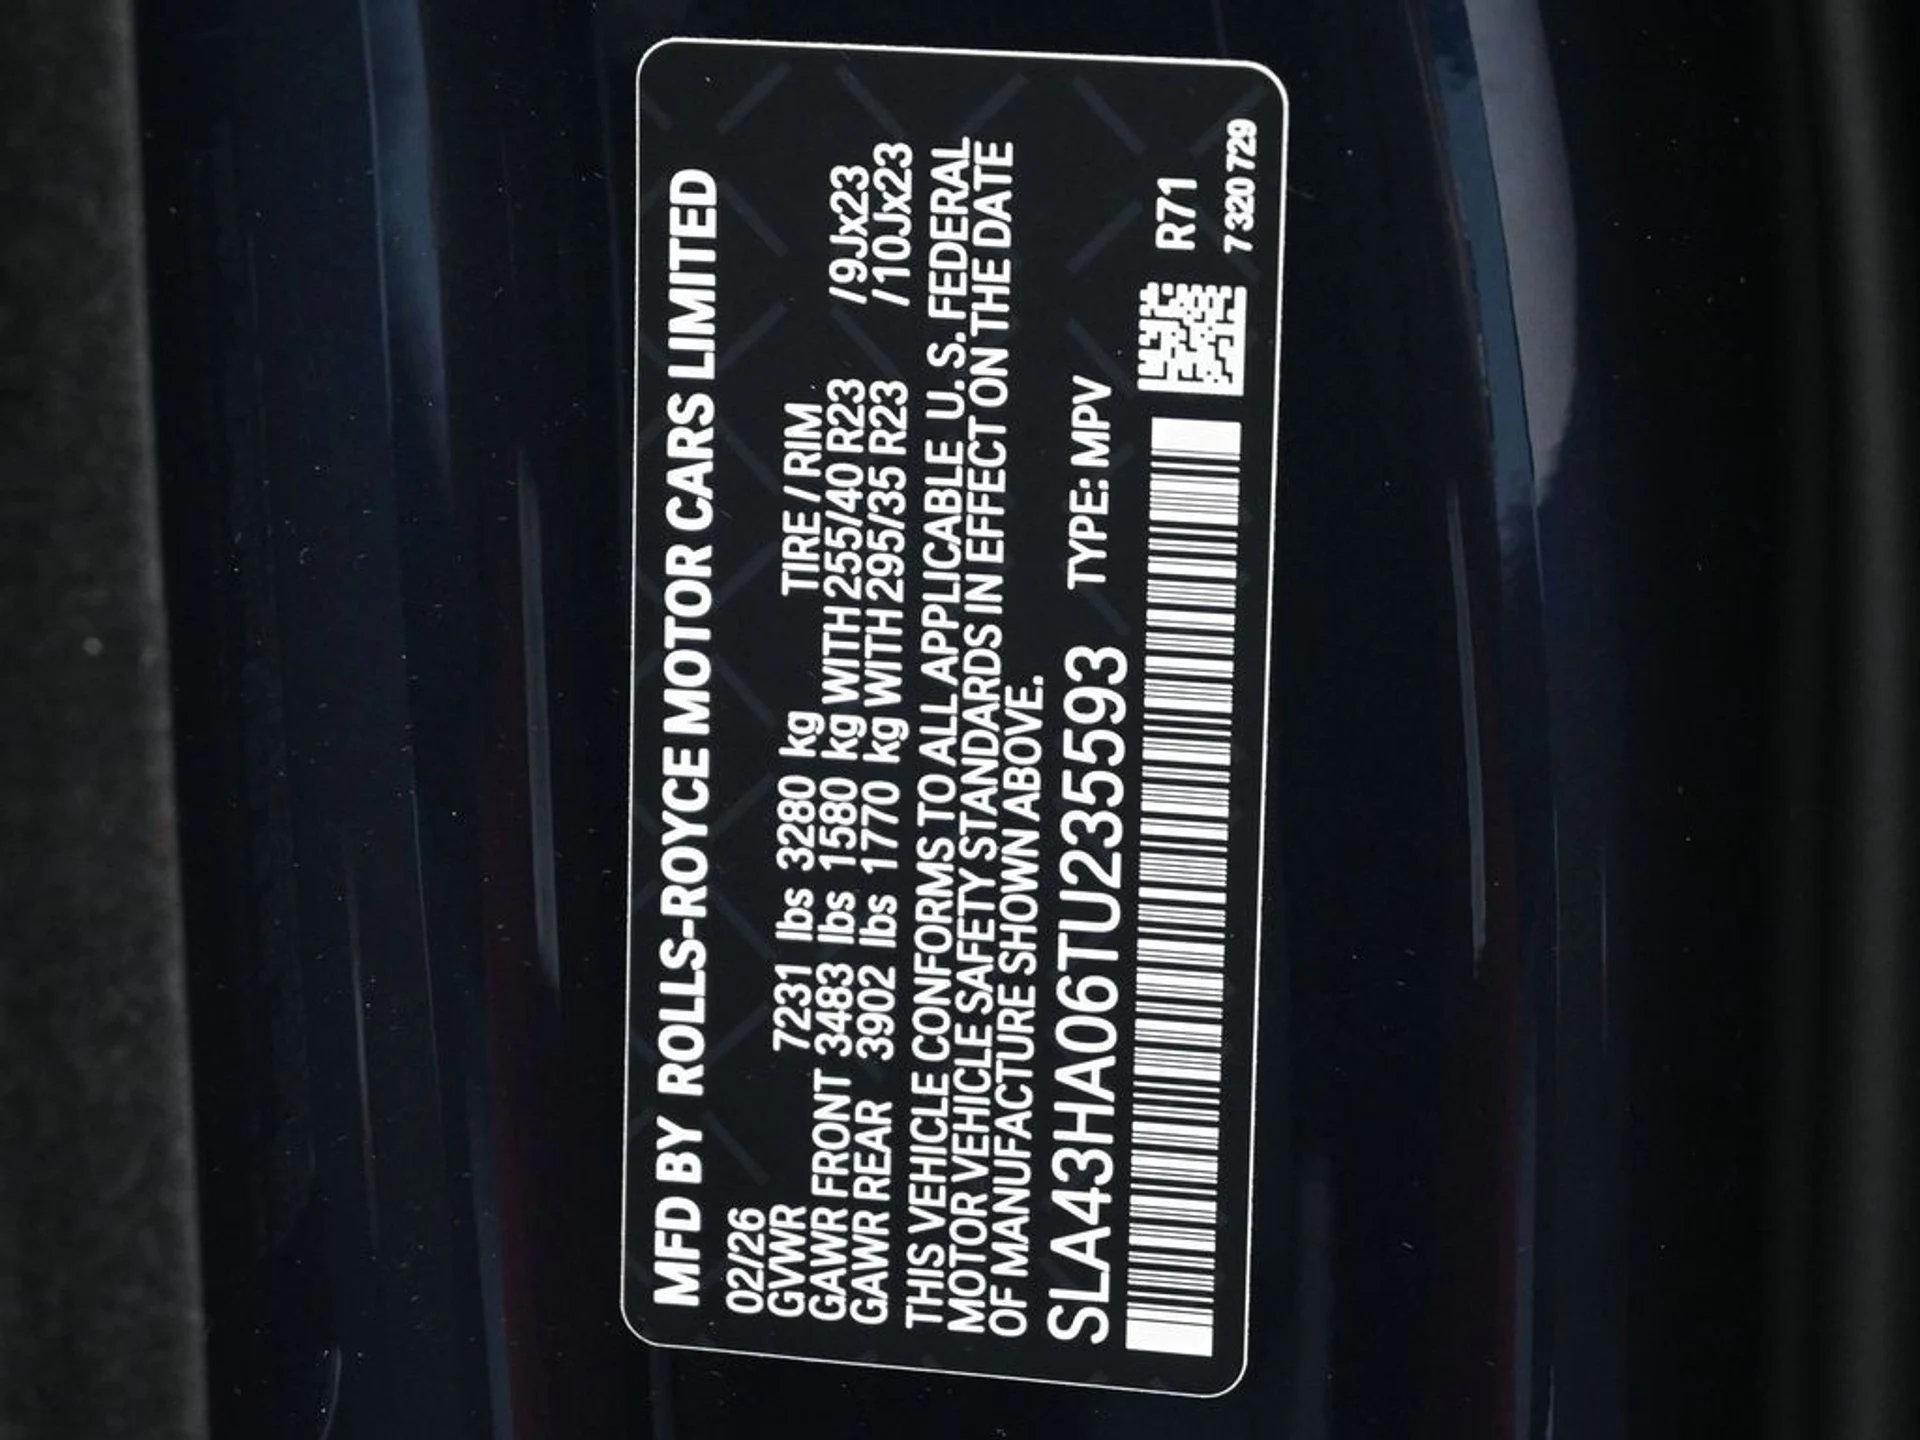 MFD BY ROLLS-ROYCE MOTOR CARS LIMITED
02/26
GVWR 7231 lbs 3280 kg TIRE / RIM
GAWR FRONT 3483 lbs 1580 kg WITH 255/40 R23 /9Jx23
GAWR REAR 3902 lbs 1770 kg WITH 295/35 R23 /10Jx23
THIS VEHICLE CONFORMS TO ALL APPLICABLE U.S. FEDERAL
MOTOR VEHICLE SAFETY STANDARDS IN EFFECT ON THE DATE
OF MANUFACTURE SHOWN ABOVE.
SLA43HA06TU235593 TYPE: MPV
R71
7 320 729